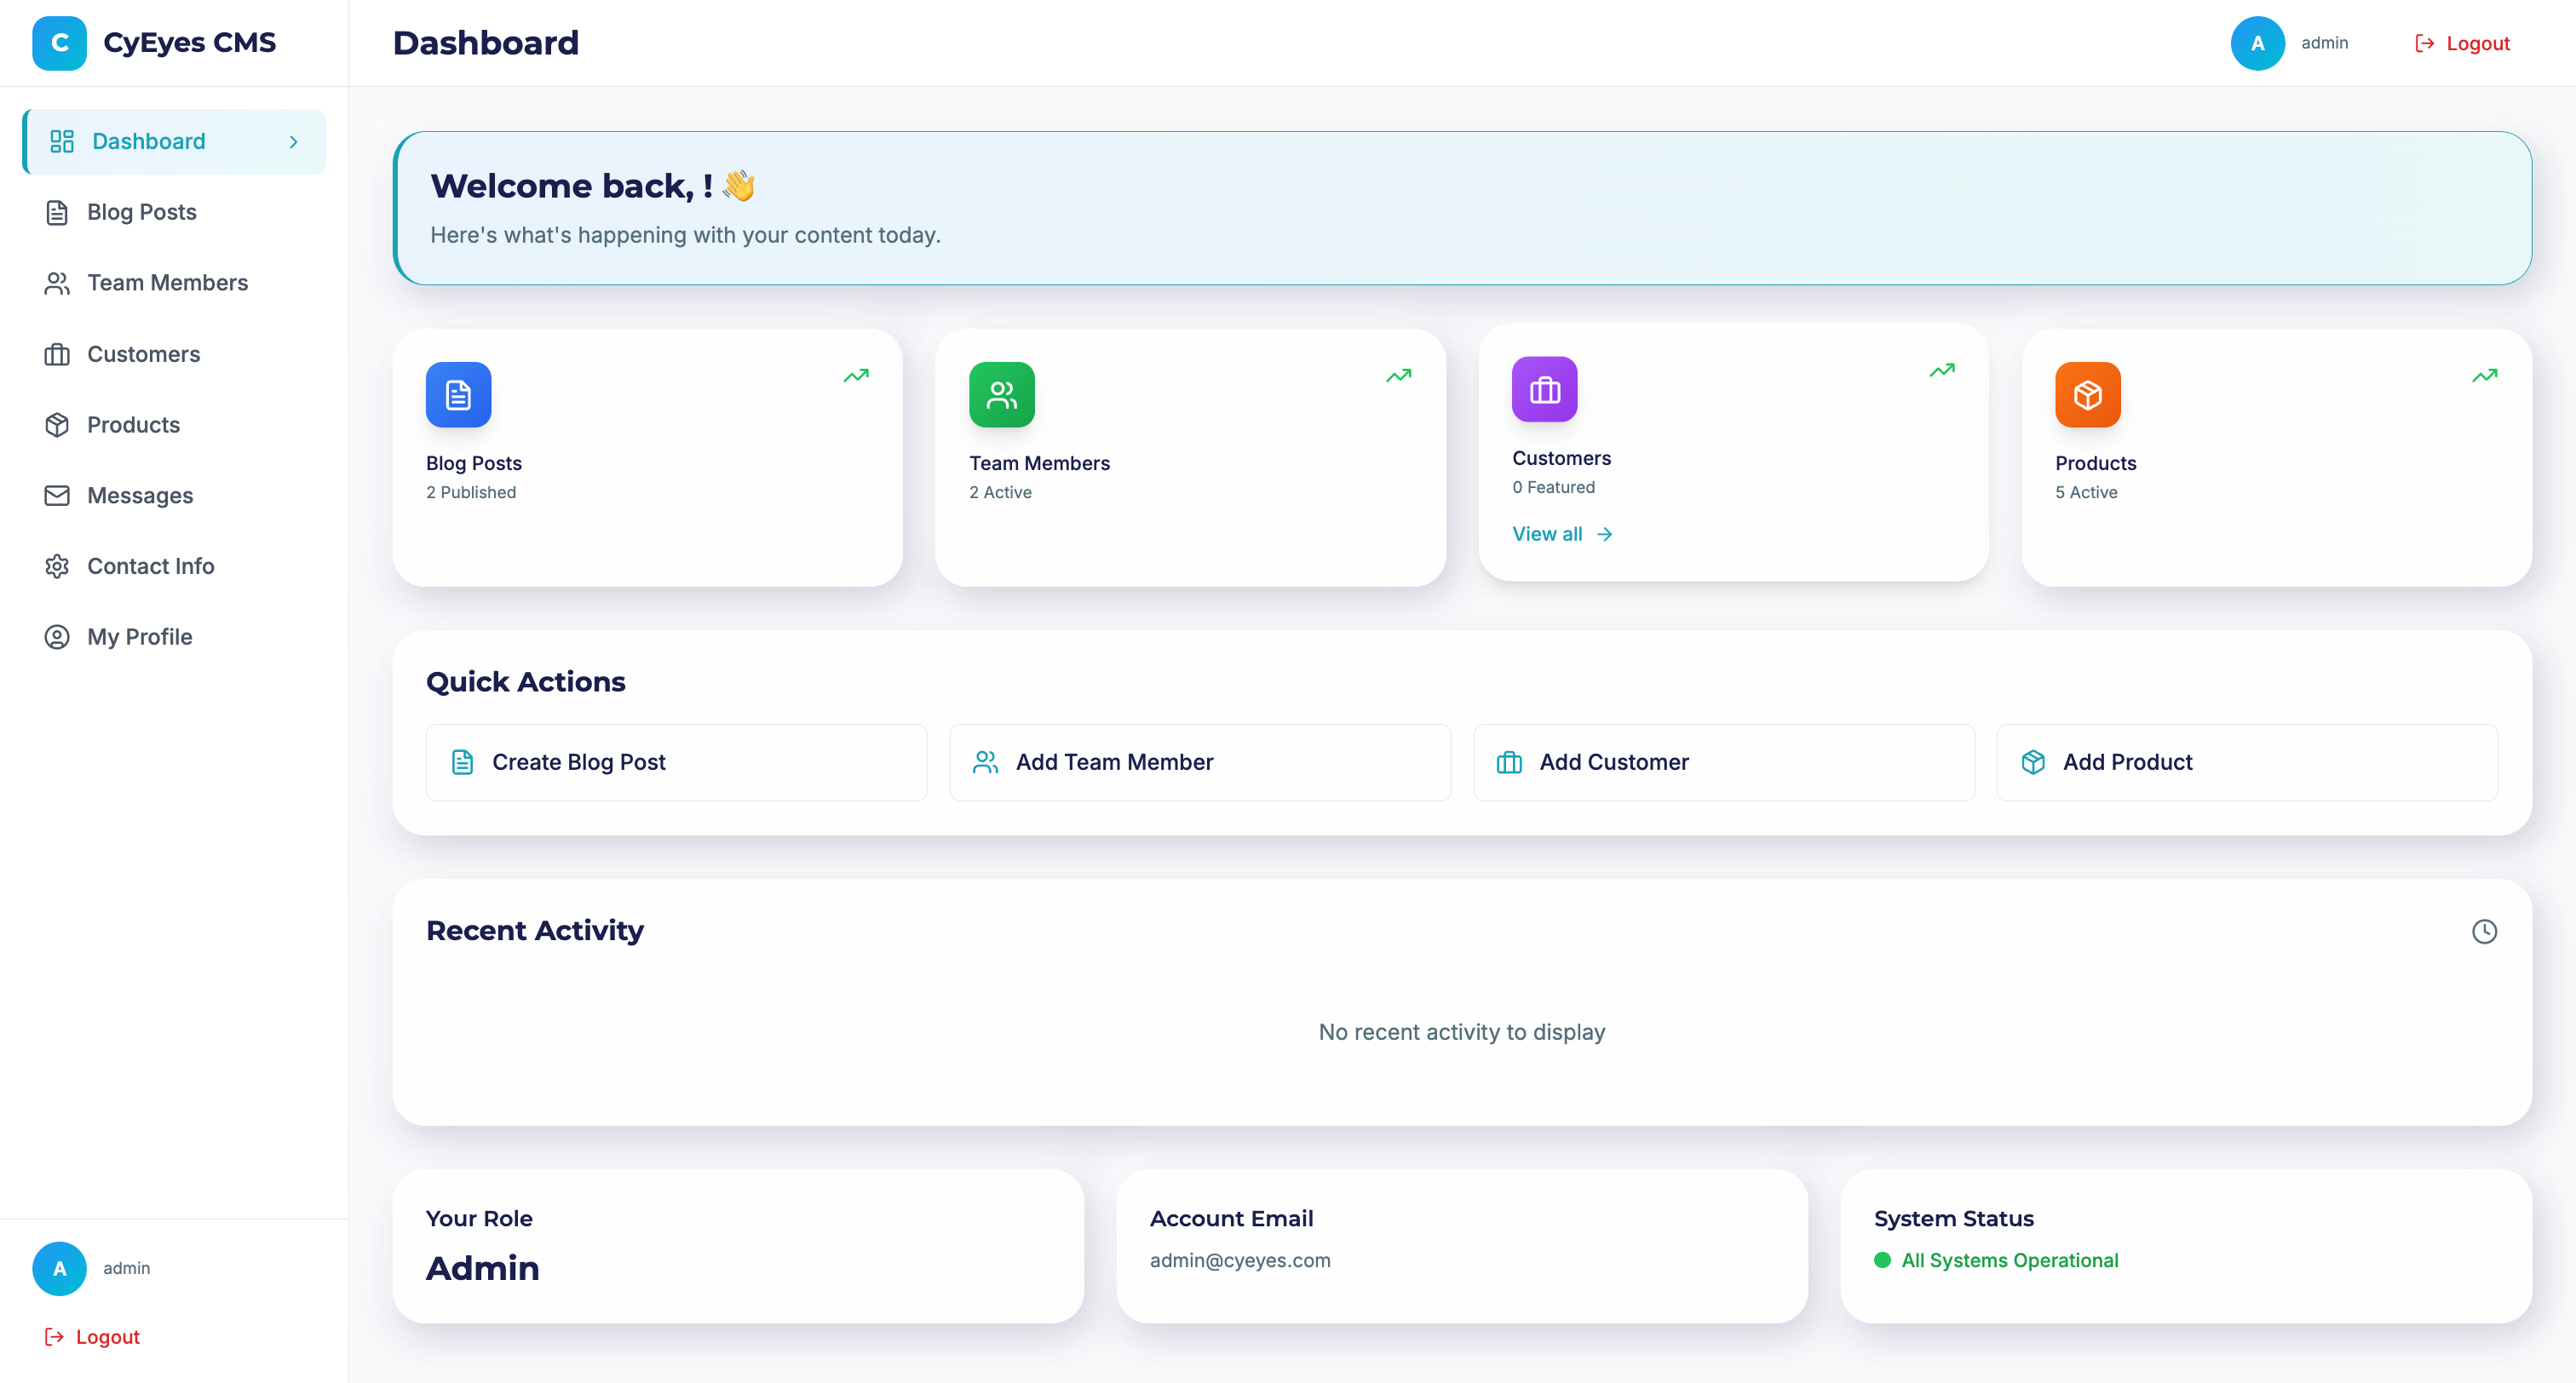 C CyEyes CMS
Dashboard
A admin Logout
Dashboard
Blog Posts
Team Members
Customers
Products
Messages
Contact Info
My Profile
A admin
Logout
Welcome back, ! 👋
Here's what's happening with your content today.
Blog Posts
2 Published
Team Members
2 Active
Customers
0 Featured
View all
Products
5 Active
Quick Actions
Create Blog Post
Add Team Member
Add Customer
Add Product
Recent Activity
No recent activity to display
Your Role
Admin
Account Email
admin@cyeyes.com
System Status
All Systems Operational